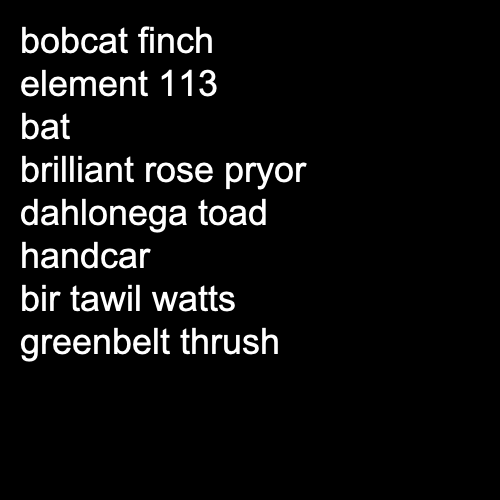 bobcat finch
element 113
bat
brilliant rose pryor
dahlonega toad
handcar
bir tawil watts
greenbelt thrush